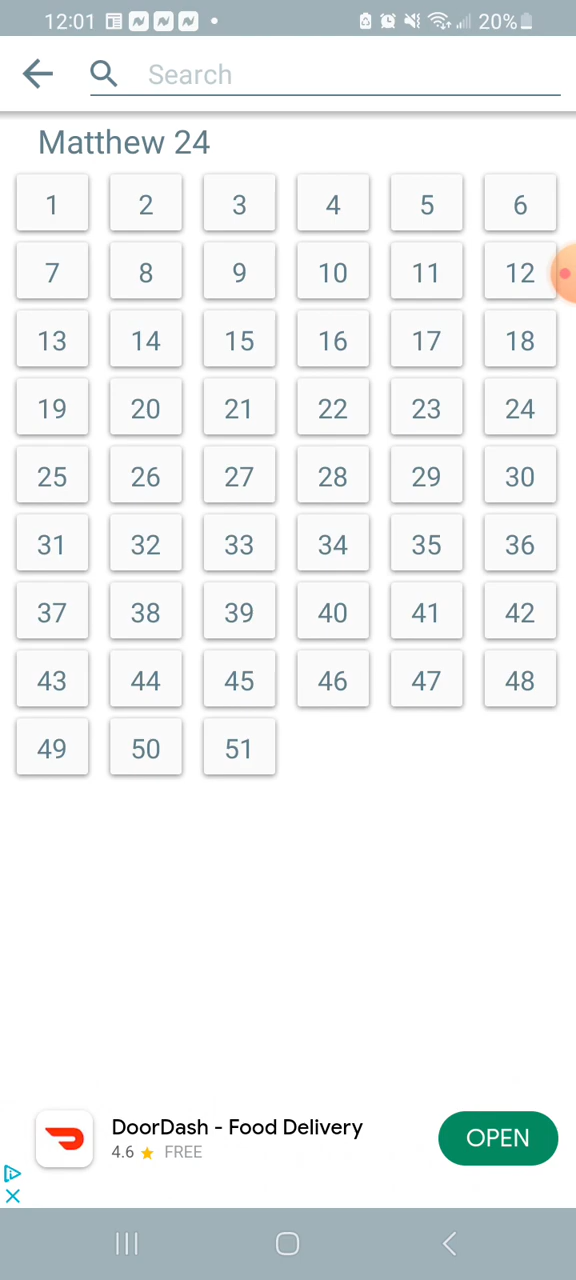 12:01 20%
Search
Matthew 24
1 2 3 4 5 6
7 8 9 10 11 12
13 14 15 16 17 18
19 20 21 22 23 24
25 26 27 28 29 30
31 32 33 34 35 36
37 38 39 40 41 42
43 44 45 46 47 48
49 50 51
DoorDash - Food Delivery
4.6 ★ FREE
OPEN